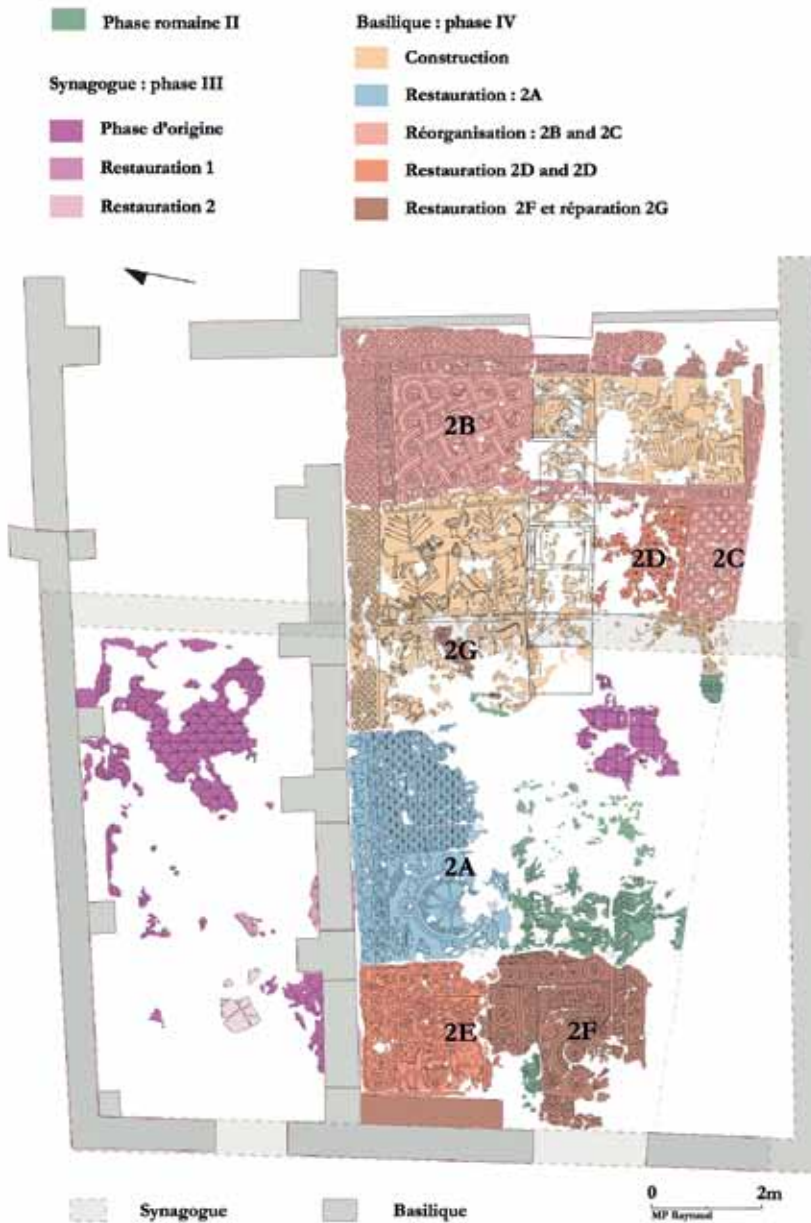 Phase romaine II
Synagogue : phase III
Phase d'origine
Restauration 1
Restauration 2
Basilique : phase IV
Construction
Restauration : 2A
Réorganisation : 2B and 2C
Restauration 2D and 2D
Restauration 2F et réparation 2G
2B
2D
2C
2G
2A
2E
2F
Synagogue
Basilique
0
2m
MP Raynaud